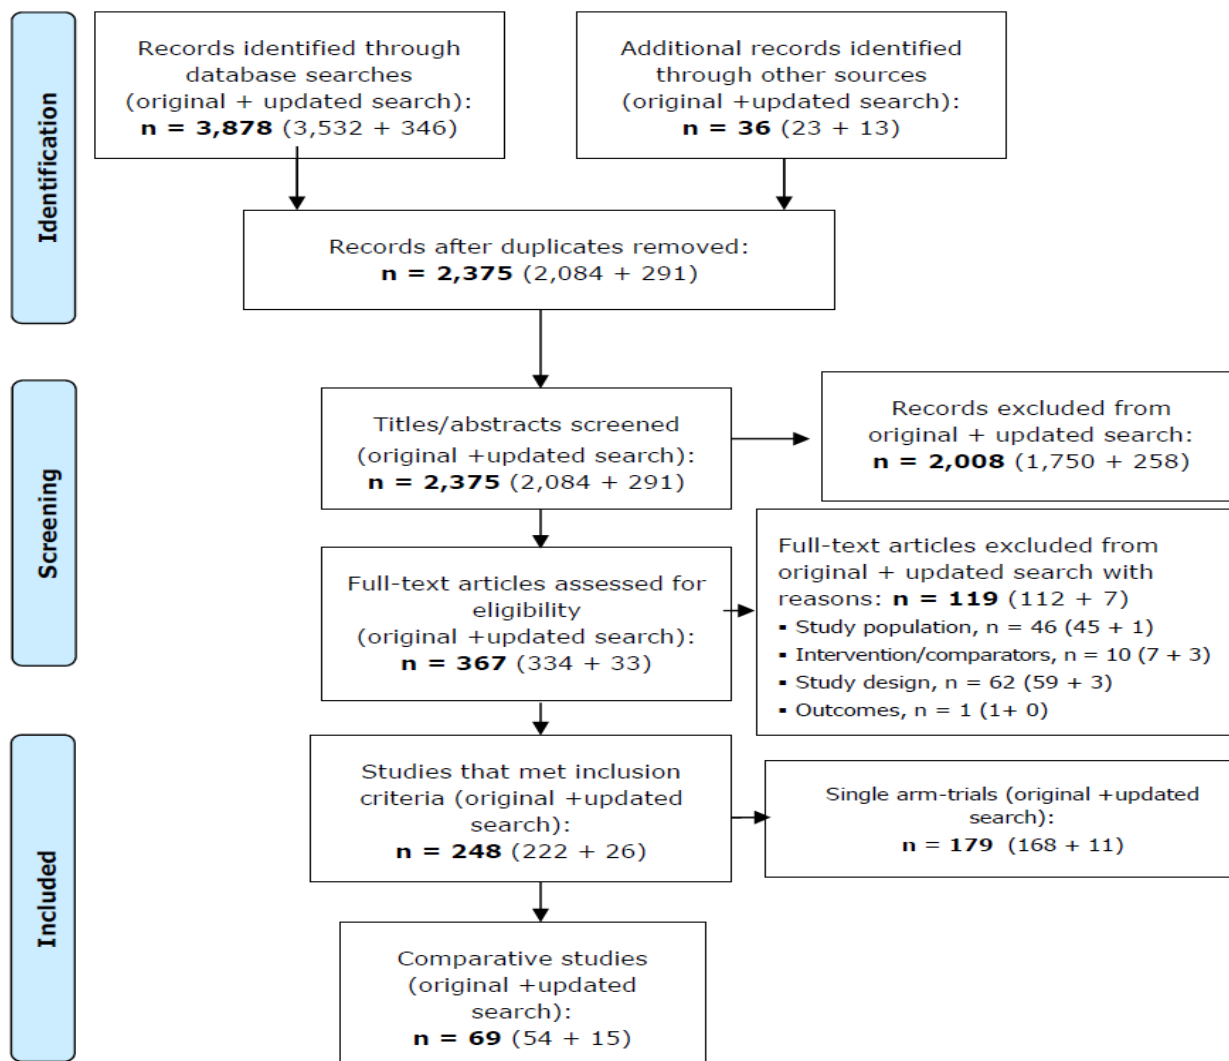 Identification
Records identified through
database searches
(original + updated search):
n = 3,878 (3,532 + 346)
Additional records identified
through other sources
(original +updated search):
n = 36 (23 + 13)
Records after duplicates removed:
n = 2,375 (2,084 + 291)
Screening
Titles/abstracts screened
(original +updated search):
n = 2,375 (2,084 + 291)
Records excluded from
original + updated search:
n = 2,008 (1,750 + 258)
Full-text articles assessed for
eligibility
(original +updated search):
n = 367 (334 + 33)
Full-text articles excluded from
original + updated search with
reasons: n = 119 (112 + 7)
▪ Study population, n = 46 (45 + 1)
▪ Intervention/comparators, n = 10 (7 + 3)
▪ Study design, n = 62 (59 + 3)
▪ Outcomes, n = 1 (1+ 0)
Included
Studies that met inclusion
criteria (original +updated
search):
n = 248 (222 + 26)
Single arm-trials (original +updated
search):
n = 179 (168 + 11)
Comparative studies
(original +updated
search):
n = 69 (54 + 15)